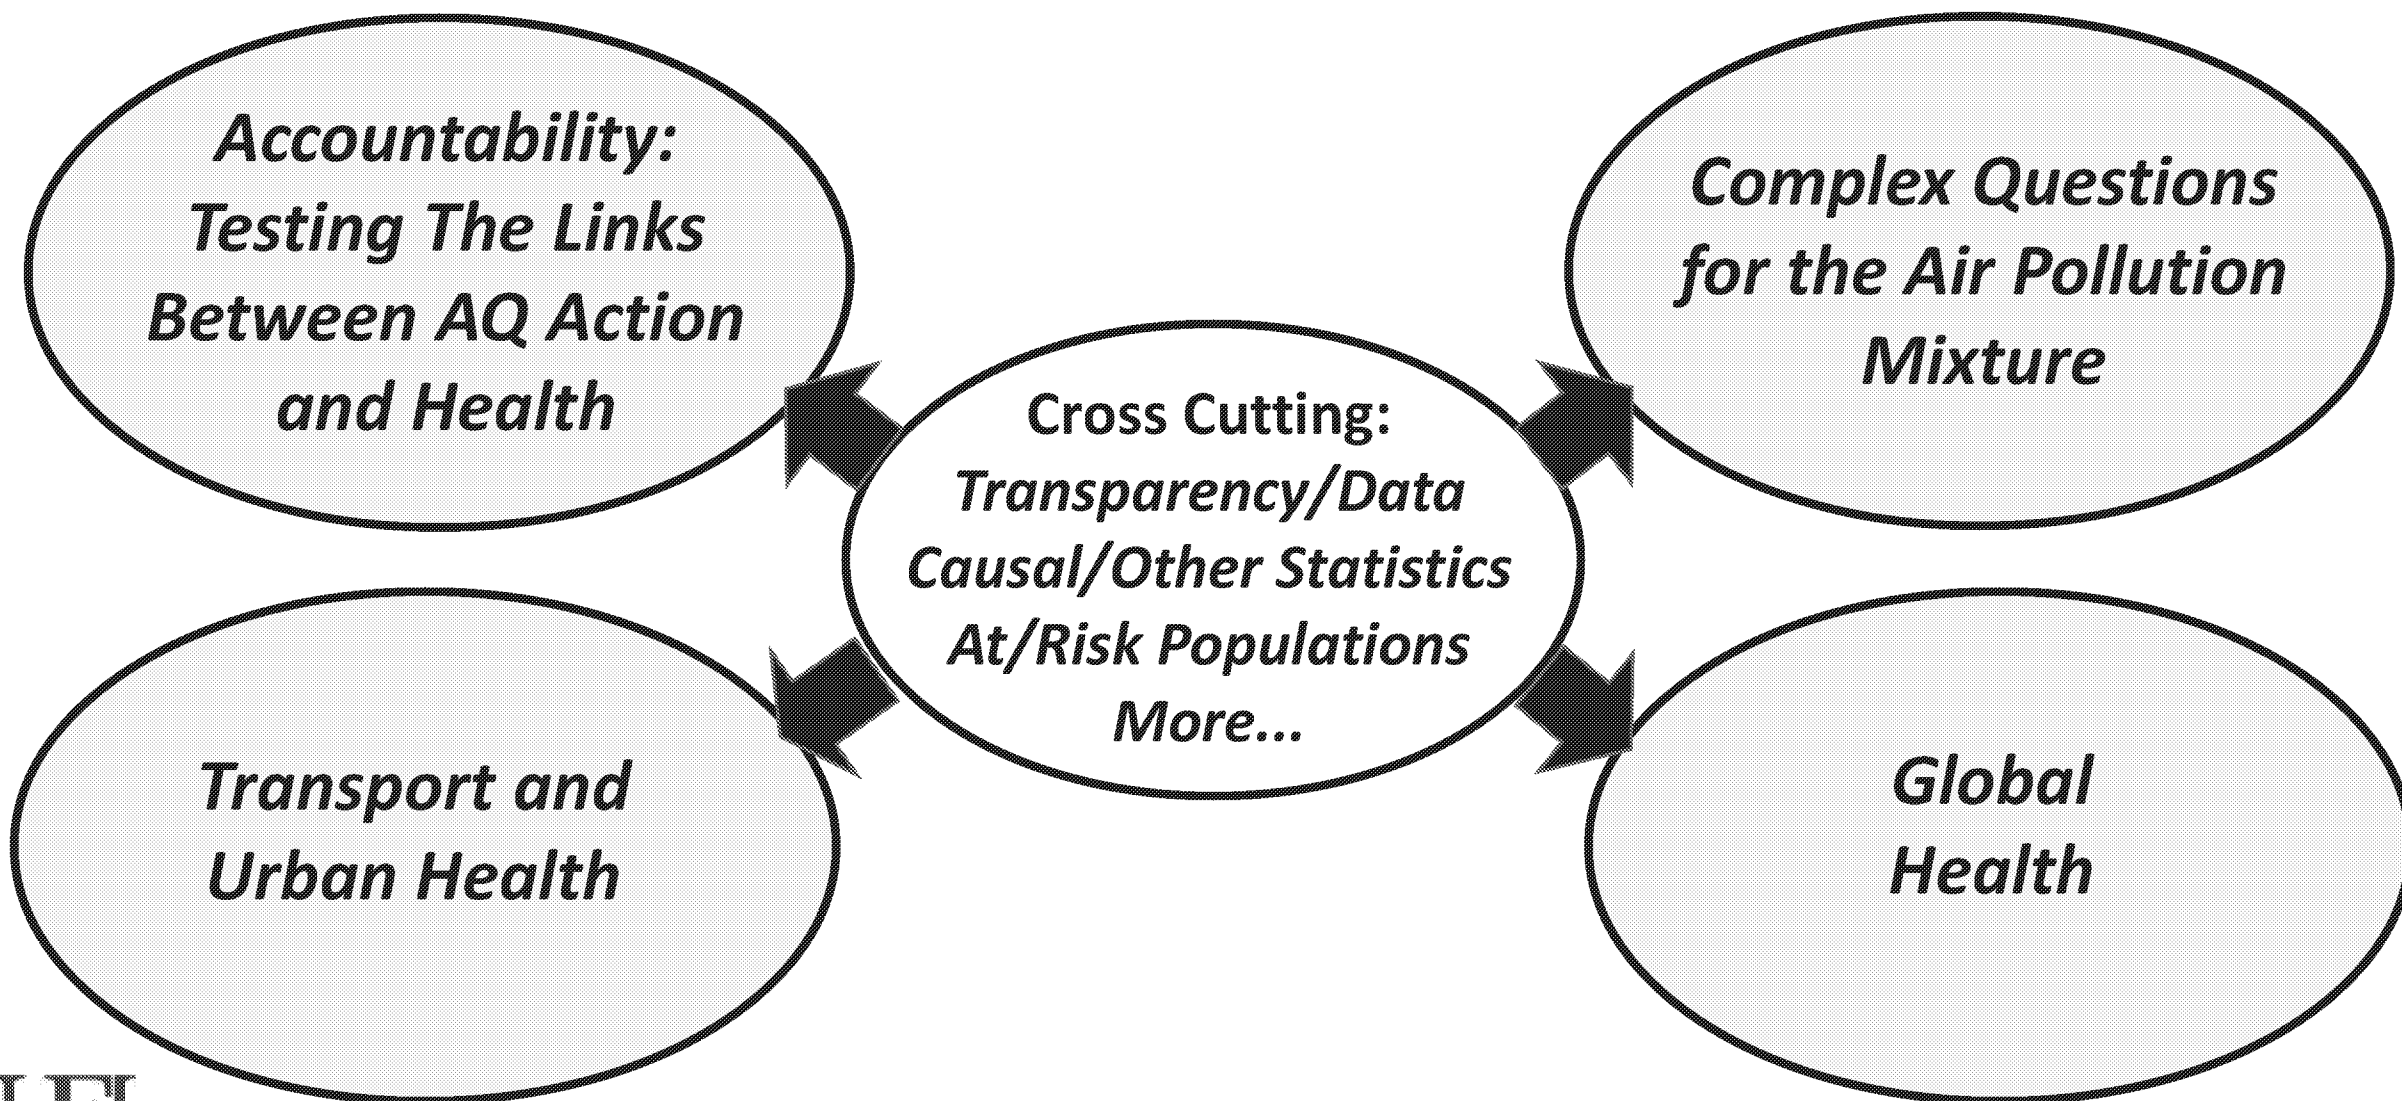 Accountability:
Testing The Links
Between AQ Action
and Health
Complex Questions
for the Air Pollution
Mixture
Cross Cutting:
Transparency/Data
Causal/Other Statistics
At/Risk Populations
More...
Transport and
Urban Health
Global
Health